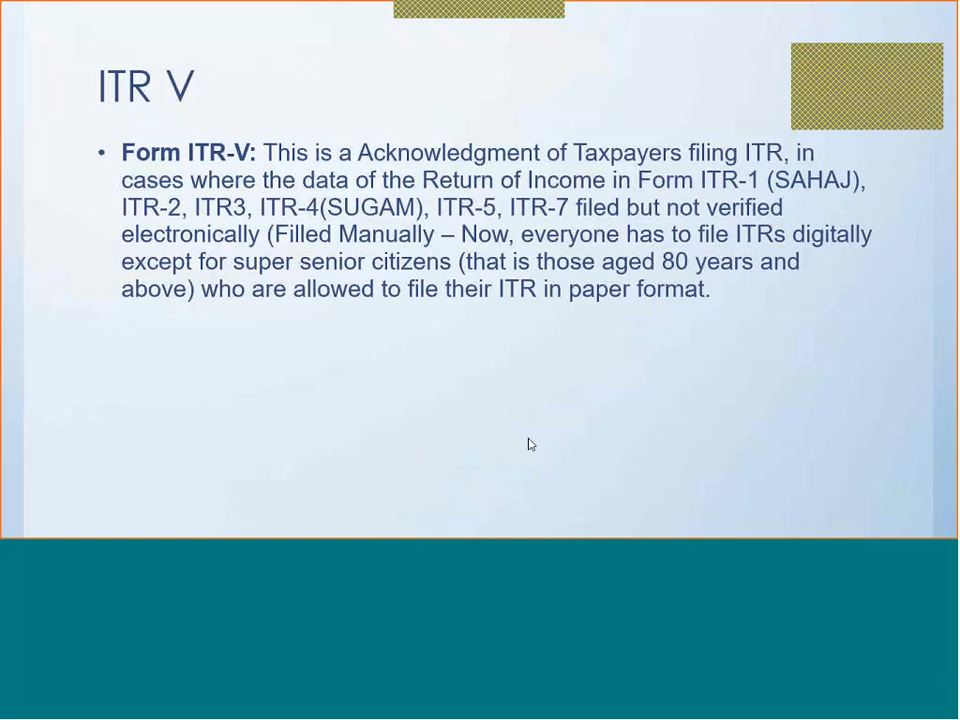 ITR V
• Form ITR-V: This is a Acknowledgment of Taxpayers filing ITR, in
cases where the data of the Return of Income in Form ITR-1 (SAHAJ),
ITR-2, ITR3, ITR-4(SUGAM), ITR-5, ITR-7 filed but not verified
electronically (Filled Manually – Now, everyone has to file ITRs digitally
except for super senior citizens (that is those aged 80 years and
above) who are allowed to file their ITR in paper format.